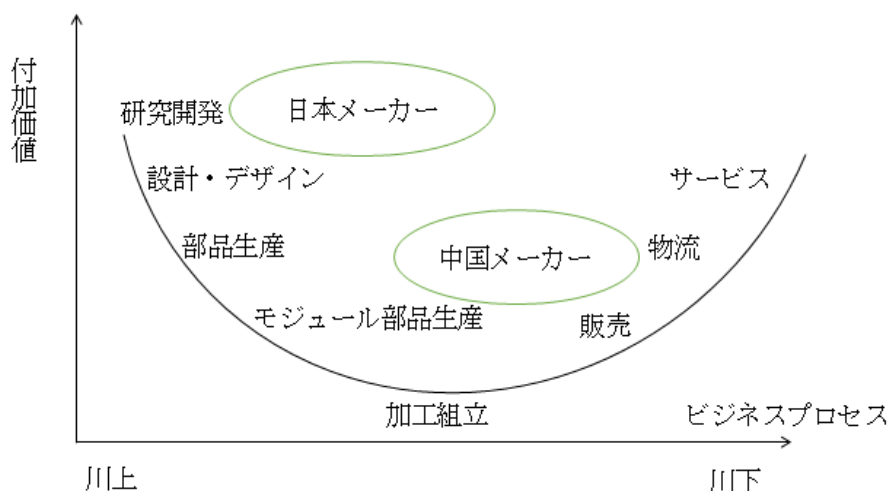 付加価値
研究開発
日本メーカー
設計・デザイン
サービス
部品生産
中国メーカー
物流
モジュール部品生産
販売
加工組立
ビジネスプロセス
川上
川下